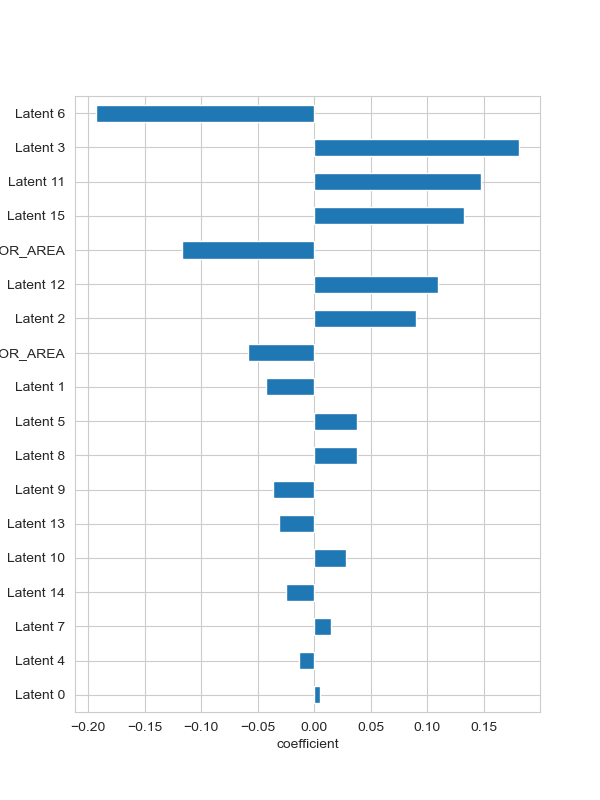 Latent 6
Latent 3
Latent 11
Latent 15
OR_AREA
Latent 12
Latent 2
OR_AREA
Latent 1
Latent 5
Latent 8
Latent 9
Latent 13
Latent 10
Latent 14
Latent 7
Latent 4
Latent 0
−0.20 −0.15 −0.10 −0.05 0.00 0.05 0.10 0.15
coefficient